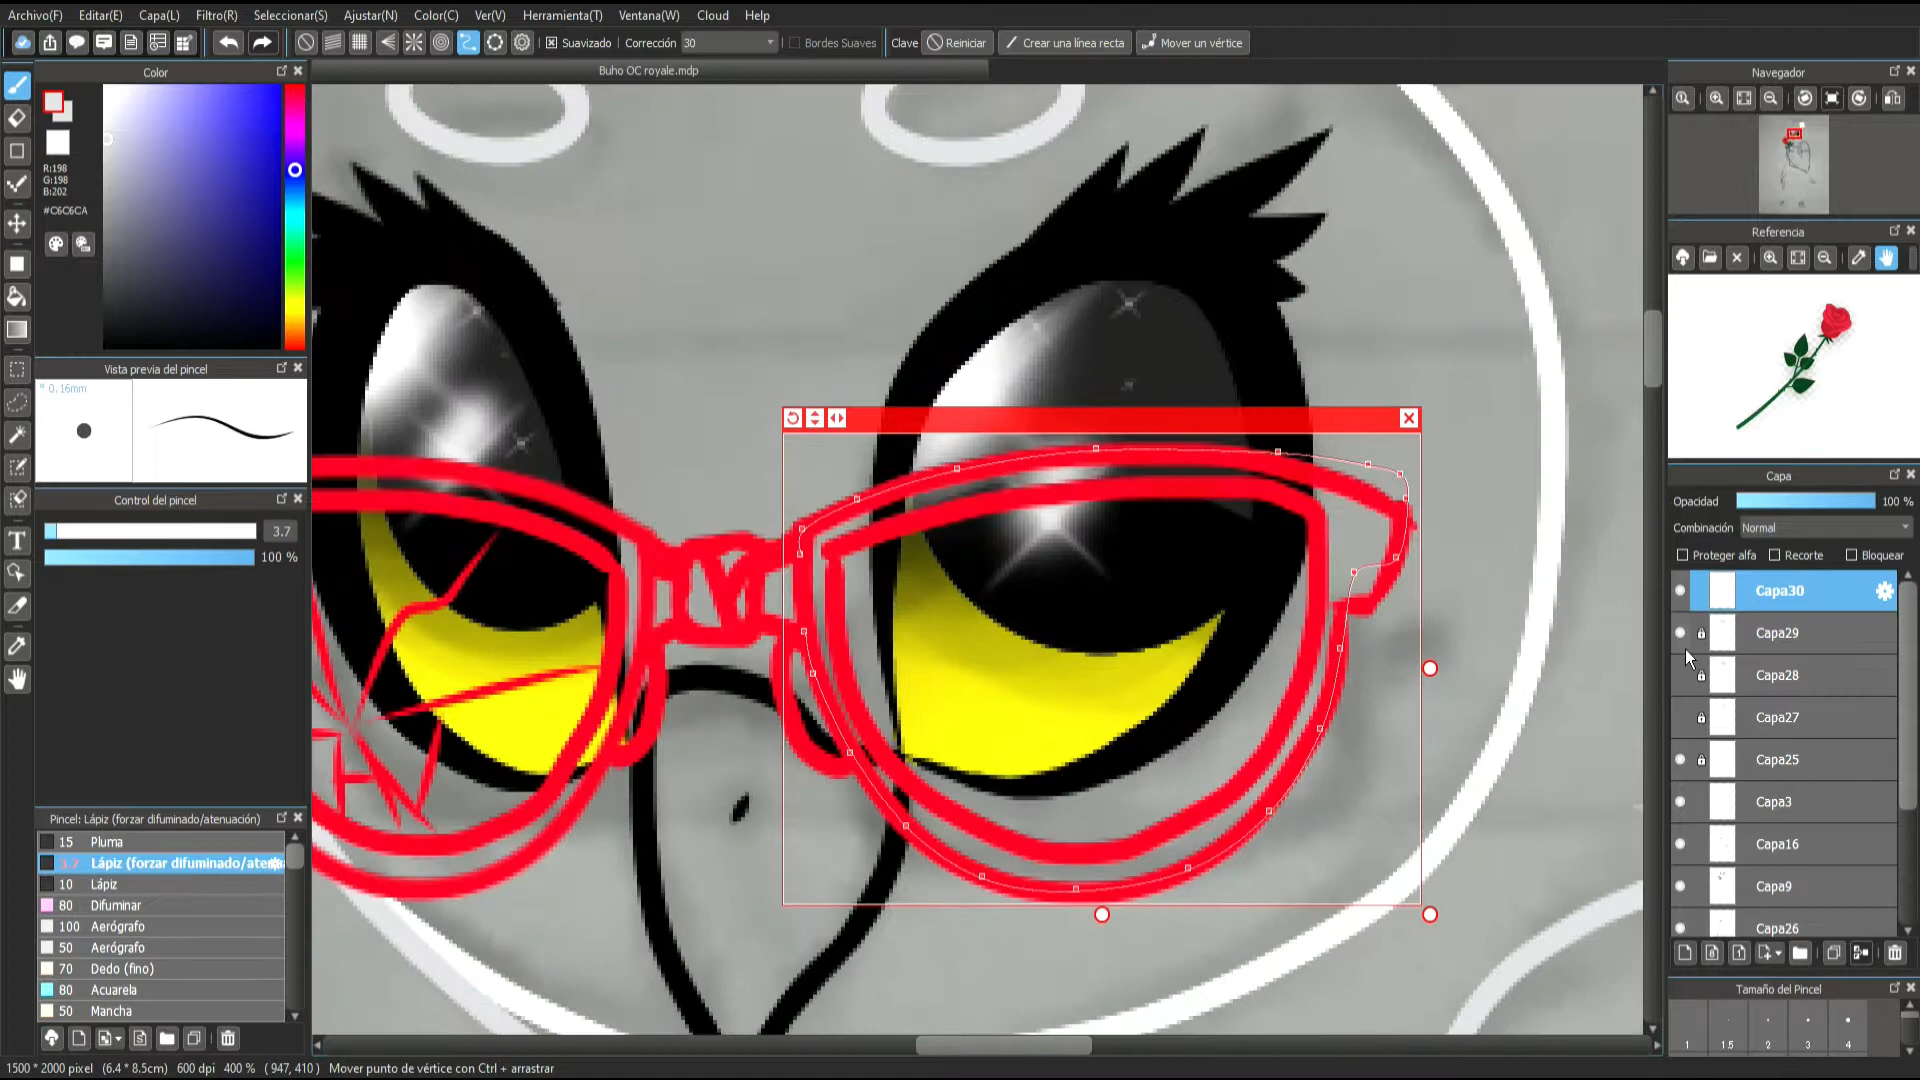 Archivo(F) Editar(E) Capa(L) Filtro(R) Seleccionar(S) Ajustar(N) Color(C) Ver(V) Herramienta(T) Ventana(W) Cloud Help
Suavizado Corrección 30 Bordes Suaves Clave Reiniciar Crear una línea recta Mover un vértice
Color
Buho OC royale.mdp
Navegador
R:198
G:198
B:202
#C6C6CA
Referencia
Vista previa del pincel
* 0.16mm
Control del pincel
3.7
100 %
Capa
Opacidad 100 %
Combinación Normal
Proteger alfa Recorte Bloquear
Capa30
Capa29
Capa28
Capa27
Capa25
Capa3
Capa16
Capa9
Capa26
Pincel: Lápiz (forzar difuminado/atenuación)
15 Pluma
3.7 Lápiz (forzar difuminado/aten
10 Lápiz
80 Difuminar
100 Aerógrafo
50 Aerógrafo
70 Dedo (fino)
80 Acuarela
50 Mancha
Tamaño del Pincel
1 1.5 2 3 4
1500 * 2000 pixel (6.4 * 8.5cm) 600 dpi 400 % ( 947, 410 ) Mover punto de vértice con Ctrl + arrastrar